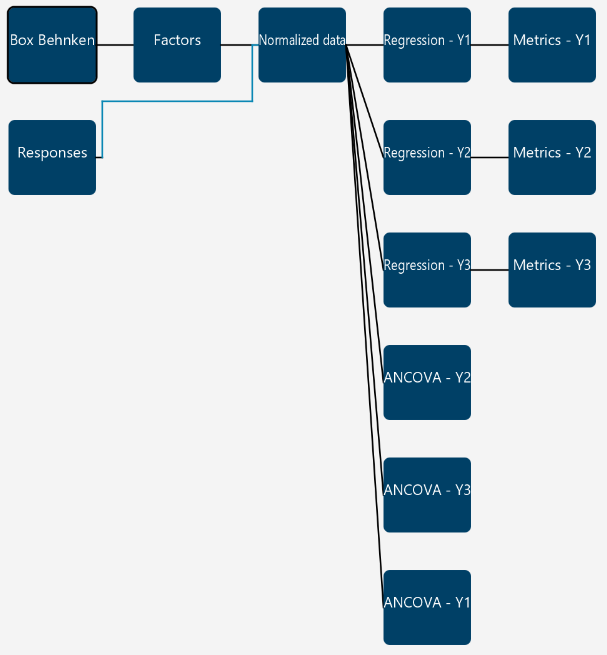 Box Behnken
Factors
Normalized data
Regression - Y1
Metrics - Y1
Responses
Regression - Y2
Metrics - Y2
Regression - Y3
Metrics - Y3
ANCOVA - Y2
ANCOVA - Y3
ANCOVA - Y1